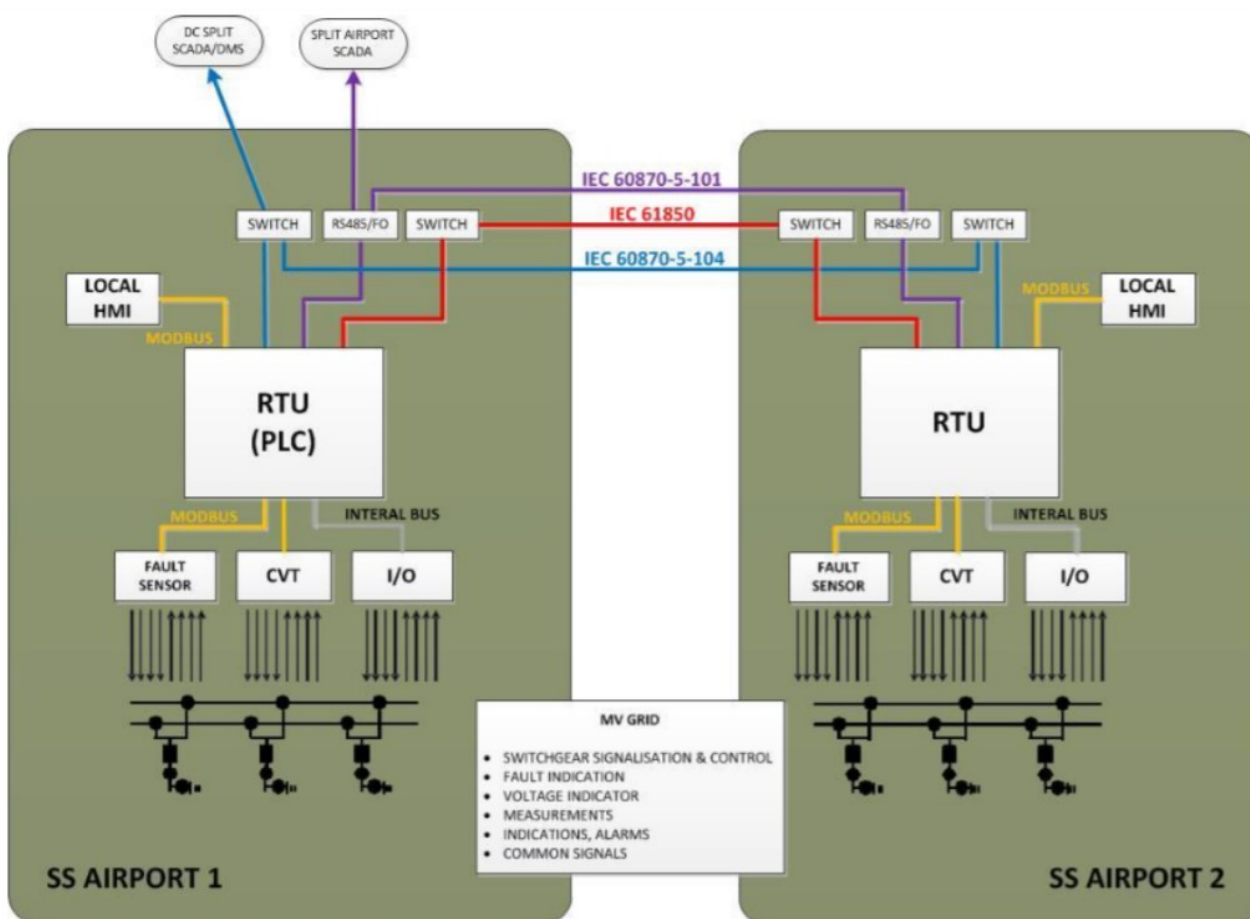 DC SPLIT
SCADA/DMS
SPLIT AIRPORT
SCADA
IEC 60870-5-101
SWITCH
RS485/FO
SWITCH
IEC 61850
SWITCH
RS485/FO
SWITCH
IEC 60870-5-104
LOCAL
HMI
MODBUS
MODBUS
LOCAL
HMI
RTU
(PLC)
RTU
MODBUS
INTERAL BUS
MODBUS
INTERAL BUS
FAULT
SENSOR
CVT
I/O
FAULT
SENSOR
CVT
I/O
MV GRID
• SWITCHGEAR SIGNALISATION & CONTROL
• FAULT INDICATION
• VOLTAGE INDICATOR
• MEASUREMENTS
• INDICATIONS, ALARMS
• COMMON SIGNALS
SS AIRPORT 1
SS AIRPORT 2